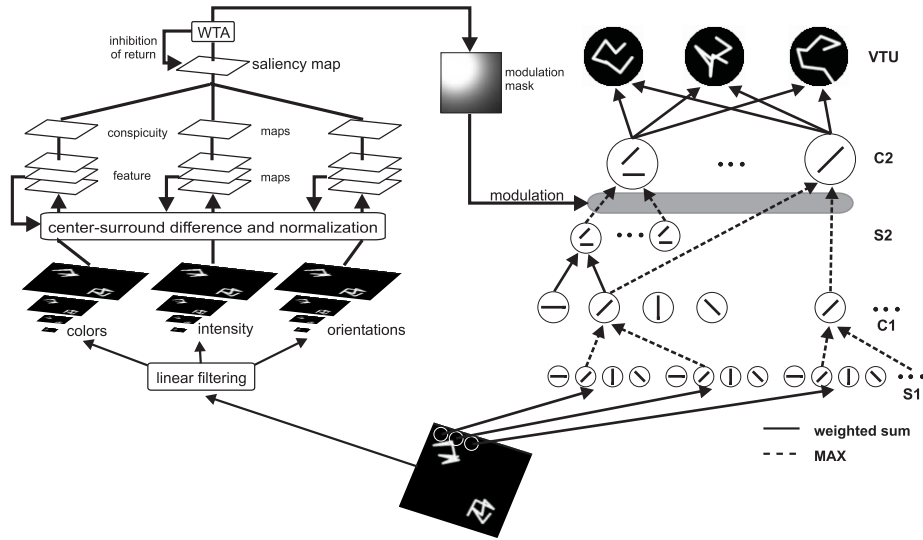 WTA
inhibition
of return
saliency map
conspicuity
maps
feature
maps
center-surround difference and normalization
colors
intensity
orientations
linear filtering
modulation
mask
modulation
VTU
C2
S2
C1
S1
weighted sum
MAX